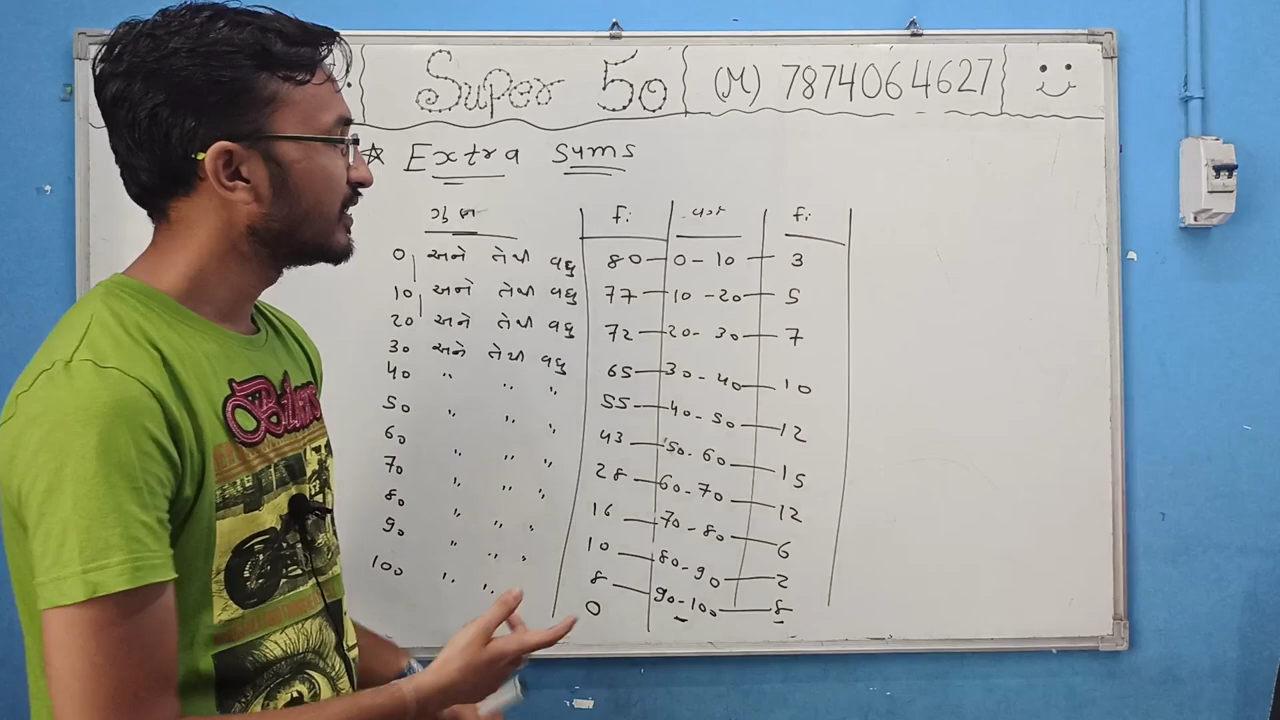 Super 50 (M) 7874064627
☆ Extra Sums
ગુણ fi વર્ગ fi
0 અને તેથી વધુ 80 0 - 10 3
10 અને તેથી વધુ 77 10 - 20 5
20 અને તેથી વધુ 72 20 - 30 7
30 અને તેથી વધુ 65 30 - 40 10
40 " " " 55 40 - 50 12
50 " " " 43 50 - 60 15
60 " " " 28 60 - 70 12
70 " " " 16 70 - 80 6
80 " " " 10 80 - 90 2
90 " " " 8 90 - 100 8
100 " " 0